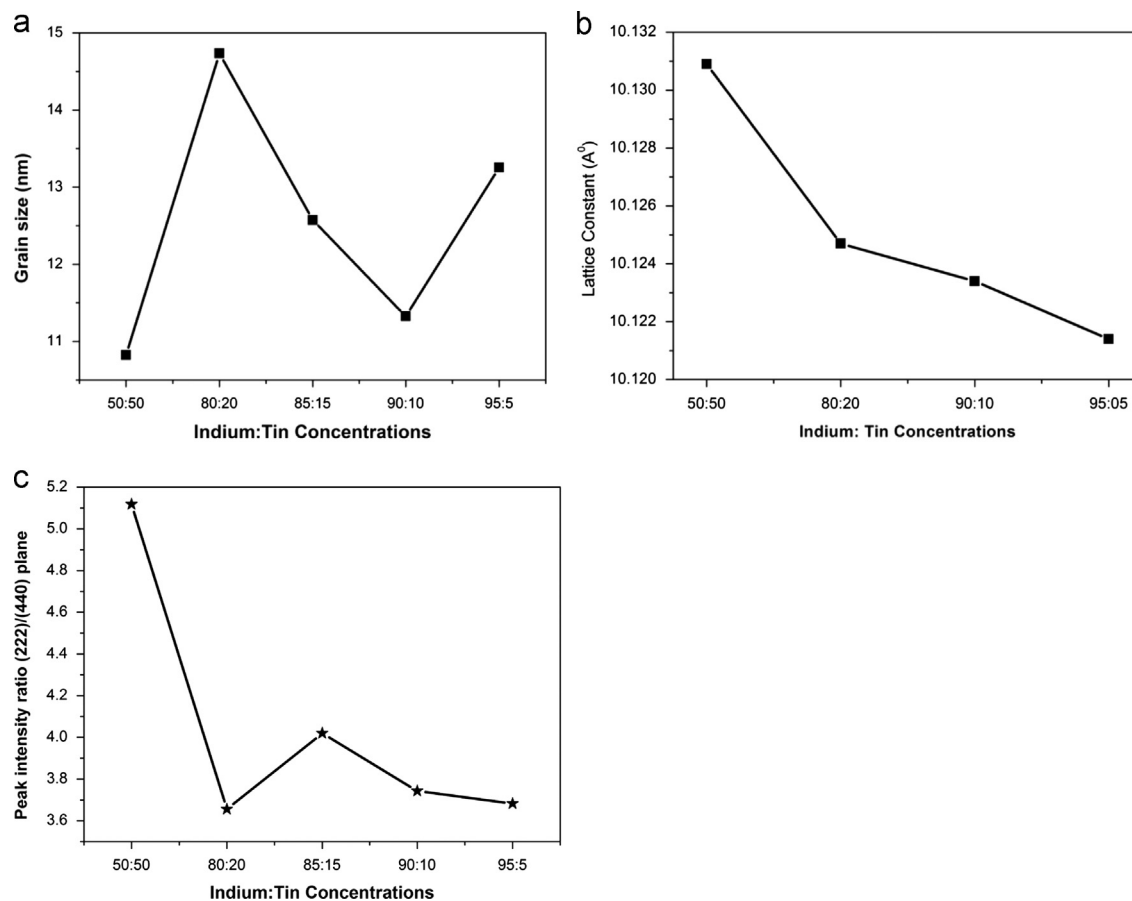 a
15
14
13
12
11
Grain size (nm)
50:50 80:20 85:15 90:10 95:5
Indium:Tin Concentrations
b
10.132
10.130
10.128
10.126
10.124
10.122
10.120
Lattice Constant (A⁰)
50:50 80:20 90:10 95:05
Indium: Tin Concentrations
c
5.2
5.0
4.8
4.6
4.4
4.2
4.0
3.8
3.6
Peak intensity ratio (222)/(440) plane
50:50 80:20 85:15 90:10 95:5
Indium:Tin Concentrations